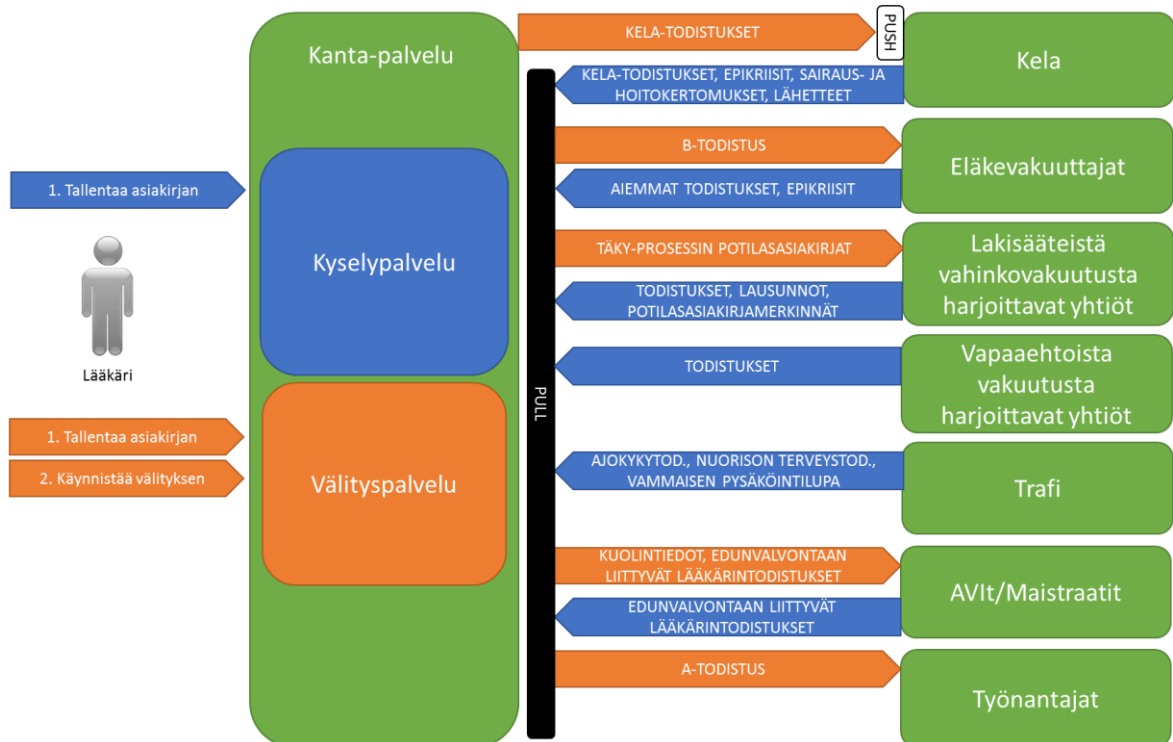 Kanta-palvelu
Kyselypalvelu
Välityspalvelu
1. Tallentaa asiakirjan
Lääkäri
1. Tallentaa asiakirjan
2. Käynnistää välityksen
PULL
PUSH
KELA-TODISTUKSET
KELA-TODISTUKSET, EPIKRIISIT, SAIRAUS- JA
HOITOKERTOMUKSET, LÄHETTEET
Kela
B-TODISTUS
AIEMMAT TODISTUKSET, EPIKRIISIT
Eläkevakuuttajat
TÄKY-PROSESSIN POTILASASIAKIRJAT
TODISTUKSET, LAUSUNNOT,
POTILASASIAKIRJAMERKINNÄT
Lakisääteistä
vahinkovakuutusta
harjoittavat yhtiöt
TODISTUKSET
Vapaaehtoista
vakuutusta
harjoittavat yhtiöt
AJOKYKYTOD., NUORISON TERVEYSTOD.,
VAMMAISEN PYSÄKÖINTILUPA
Trafi
KUOLINTIEDOT, EDUNVALVONTAAN
LIITTYVÄT LÄÄKÄRINTODISTUKSET
EDUNVALVONTAAN LIITTYVÄT
LÄÄKÄRINTODISTUKSET
AVIt/Maistraatit
A-TODISTUS
Työnantajat